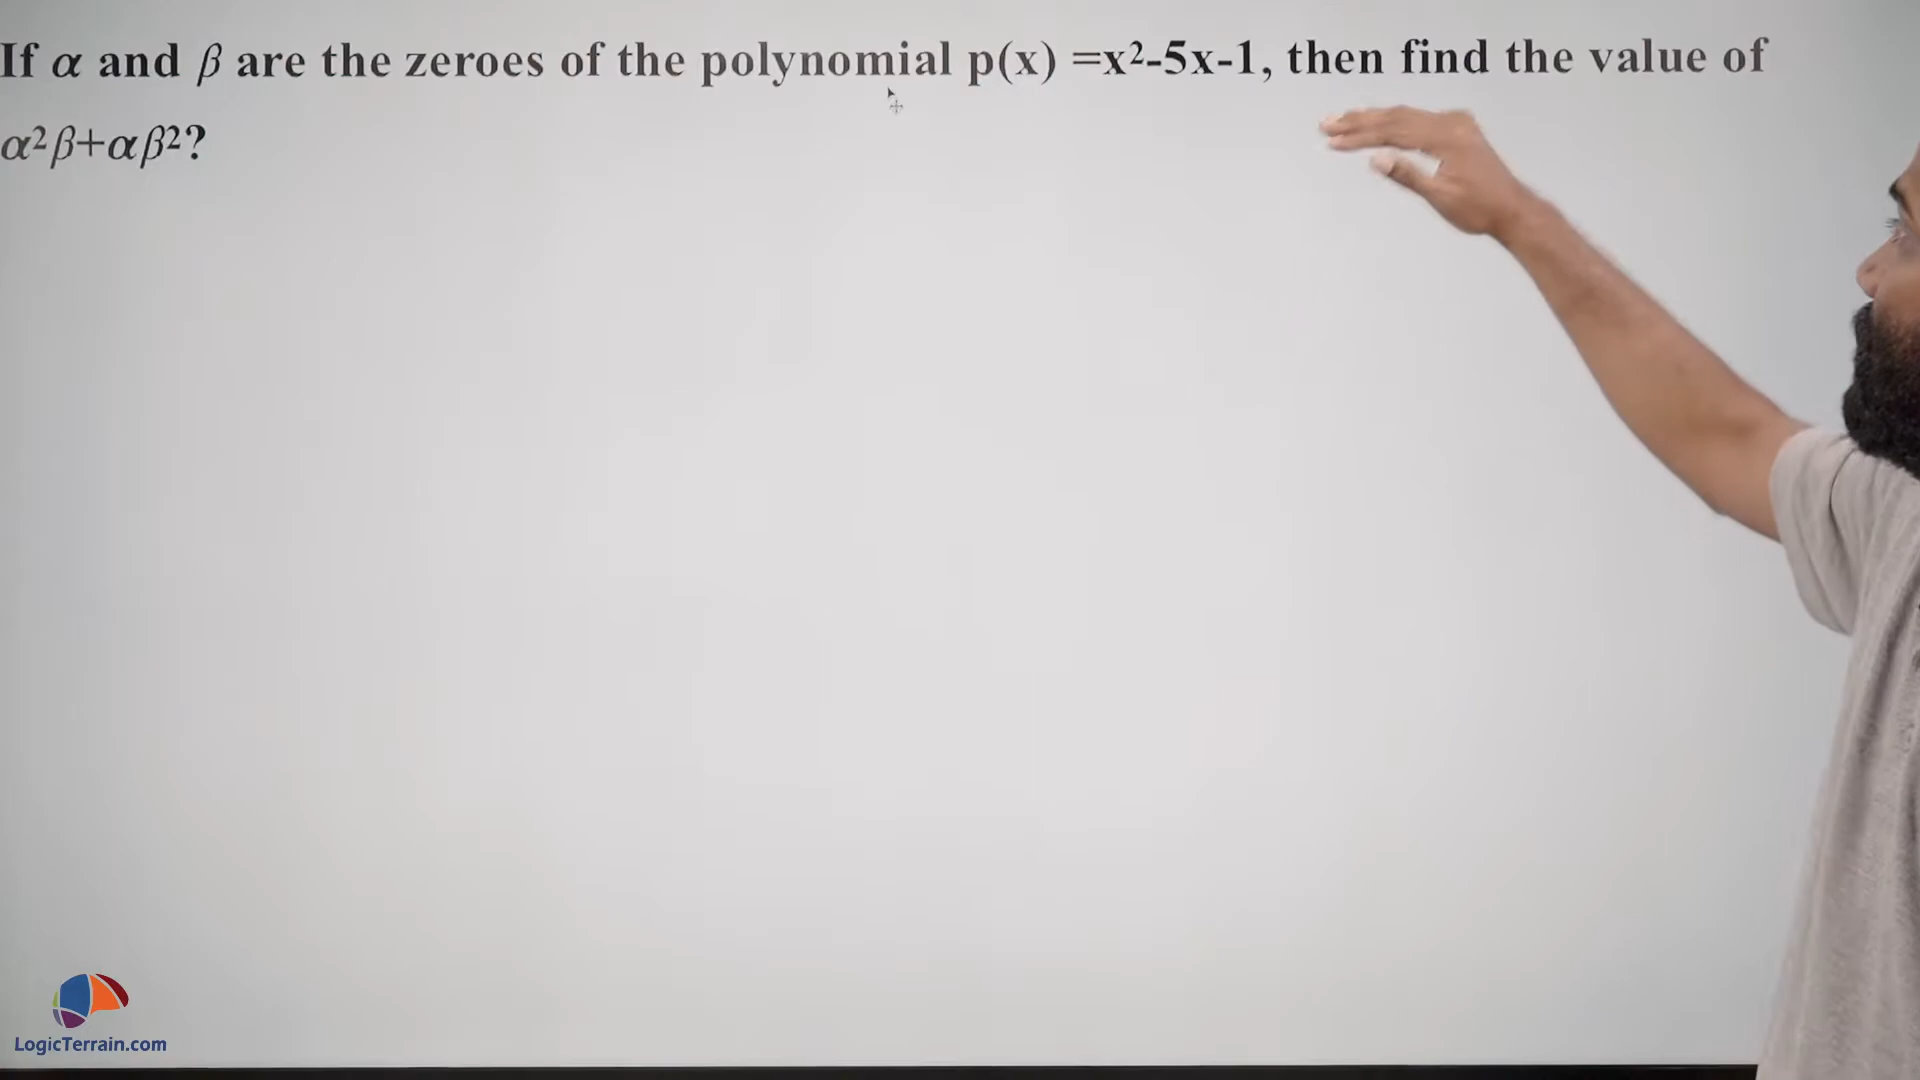 If α and β are the zeroes of the polynomial p(x) =x²-5x-1, then find the value of
α²β+αβ²?
LogicTerrain.com